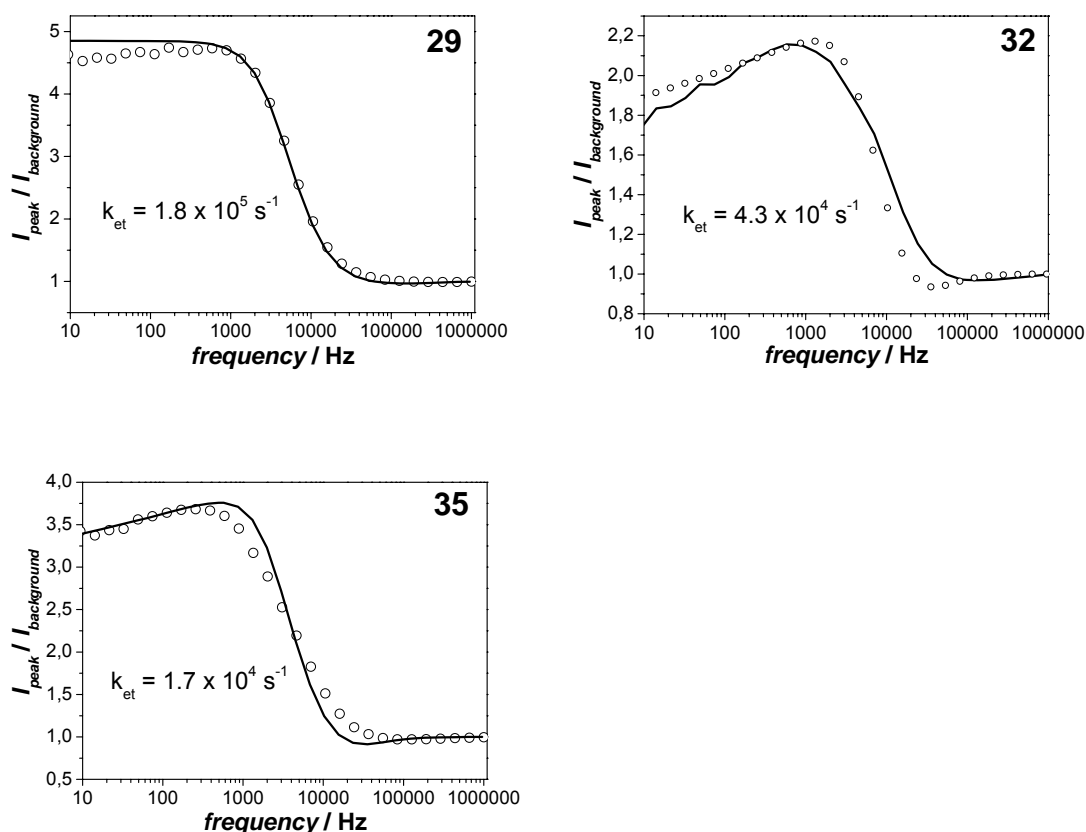 29
5
4
3
2
1
I_peak / I_background
k_et = 1.8 x 10^5 s^-1
10 100 1000 10000 100000 1000000
frequency / Hz
32
2,2
2,0
1,8
1,6
1,4
1,2
1,0
0,8
I_peak / I_background
k_et = 4.3 x 10^4 s^-1
10 100 1000 10000 100000 1000000
frequency / Hz
35
4,0
3,5
3,0
2,5
2,0
1,5
1,0
0,5
I_peak / I_background
k_et = 1.7 x 10^4 s^-1
10 100 1000 10000 100000 1000000
frequency / Hz